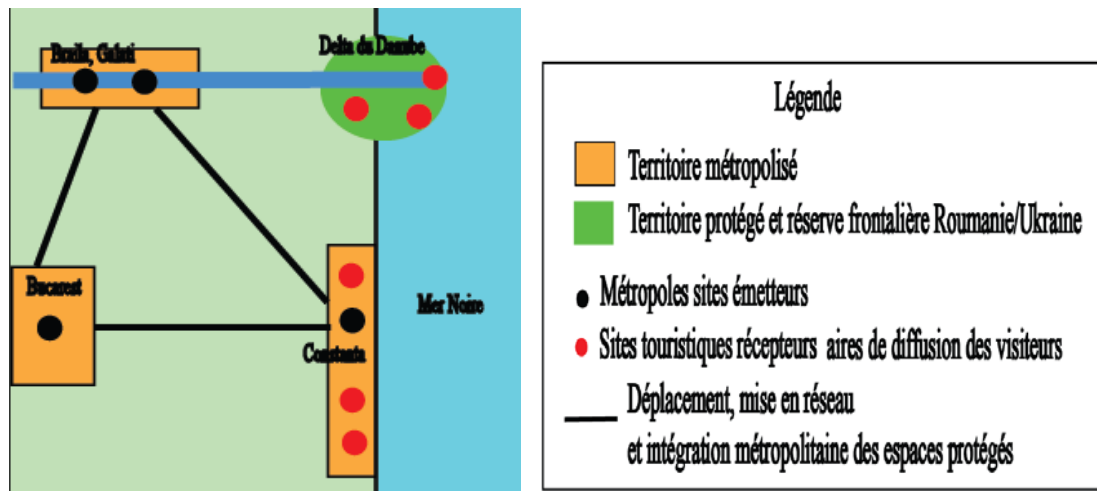 Braila, Galati
Delta du Danube
Bucarest
Mer Noire
Constanta
Légende
Territoire métropolisé
Territoire protégé et réserve frontalière Roumanie/Ukraine
Métropoles sites émetteurs
Sites touristiques récepteurs aires de diffusion des visiteurs
Déplacement, mise en réseau
et intégration métropolitaine des espaces protégés